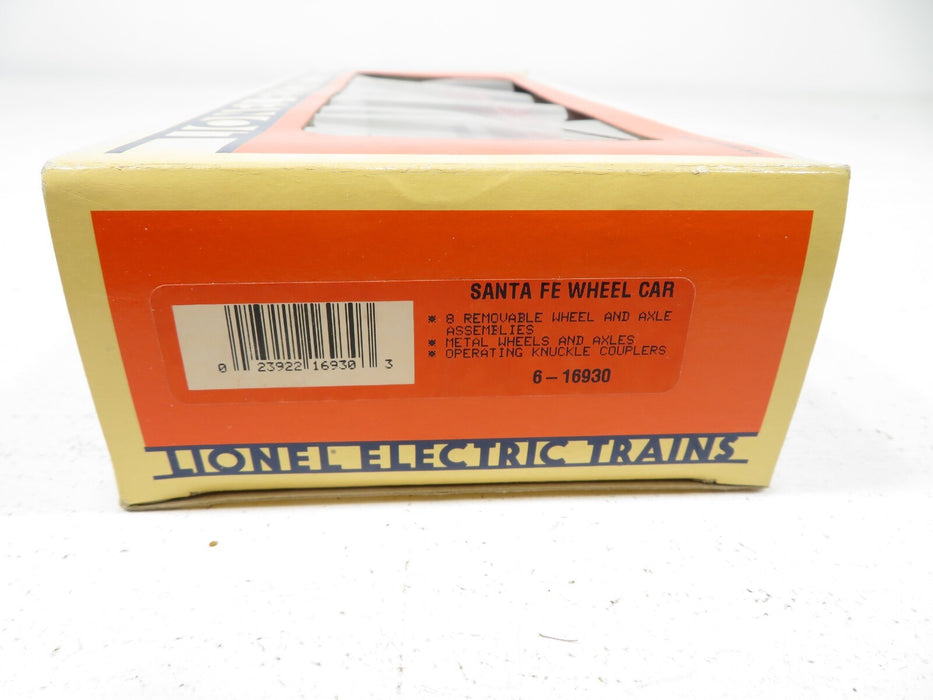 LIONEL
SANTA FE WHEEL CAR
* 8 REMOVABLE WHEEL AND AXLE
ASSEMBLIES
* METAL WHEELS AND AXLES
* OPERATING KNUCKLE COUPLERS
6-16930
0 23922 16930 3
LIONEL ELECTRIC TRAINS